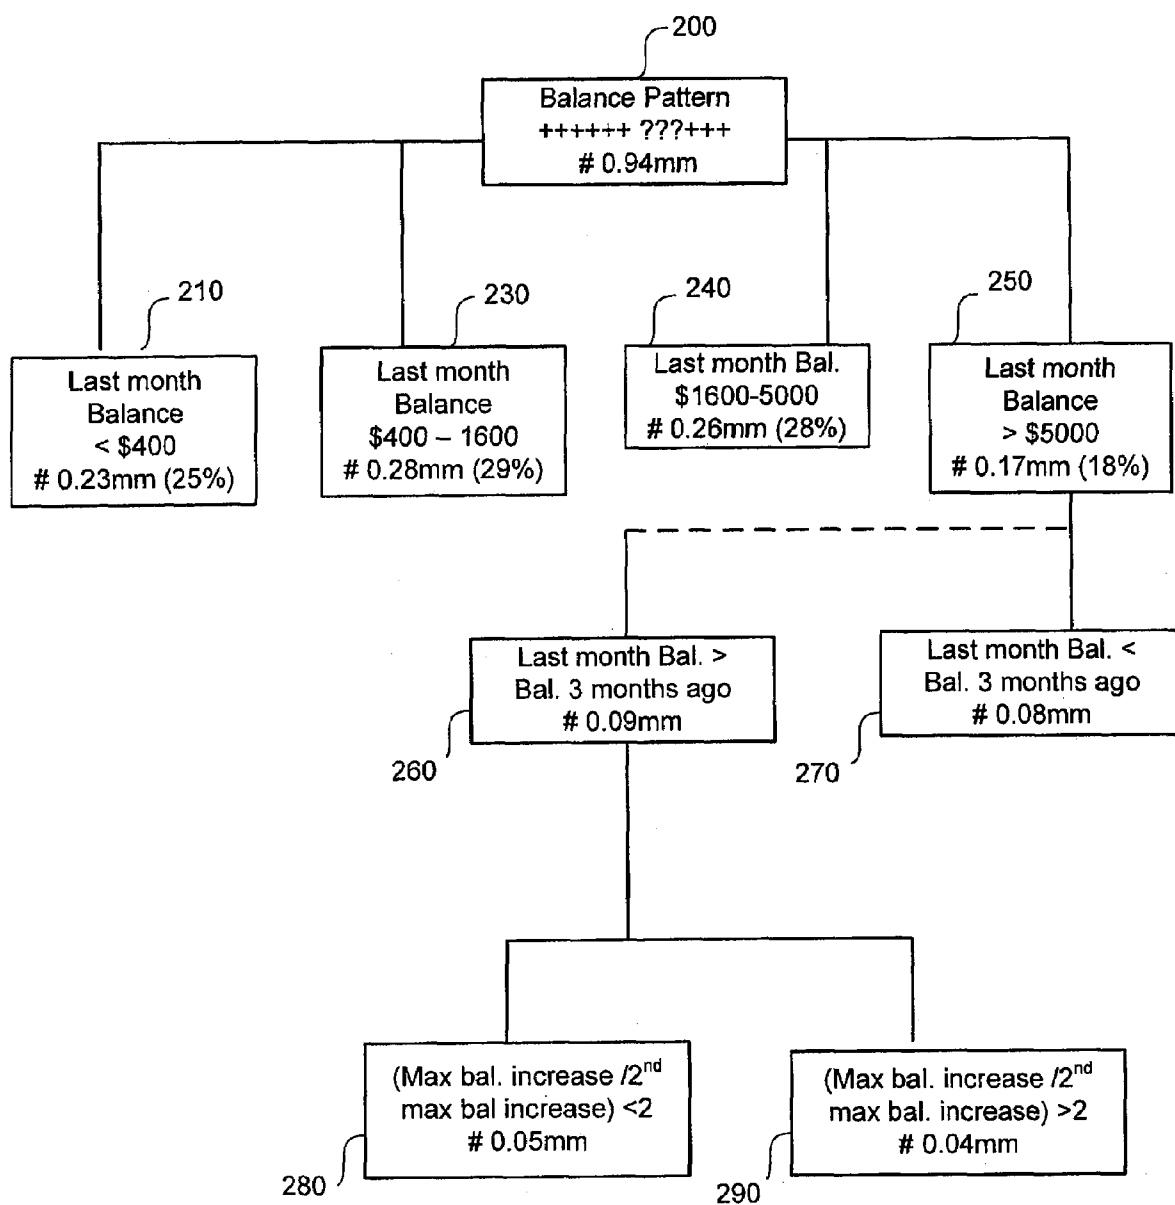 200
Balance Pattern
++++++ ???+++
# 0.94mm
210
Last month
Balance
< $400
# 0.23mm (25%)
230
Last month
Balance
$400 – 1600
# 0.28mm (29%)
240
Last month Bal.
$1600-5000
# 0.26mm (28%)
250
Last month
Balance
> $5000
# 0.17mm (18%)
Last month Bal. >
Bal. 3 months ago
# 0.09mm
260
Last month Bal. <
Bal. 3 months ago
# 0.08mm
270
(Max bal. increase /2nd
max bal increase) <2
# 0.05mm
280
(Max bal. increase /2nd
max bal. increase) >2
# 0.04mm
290